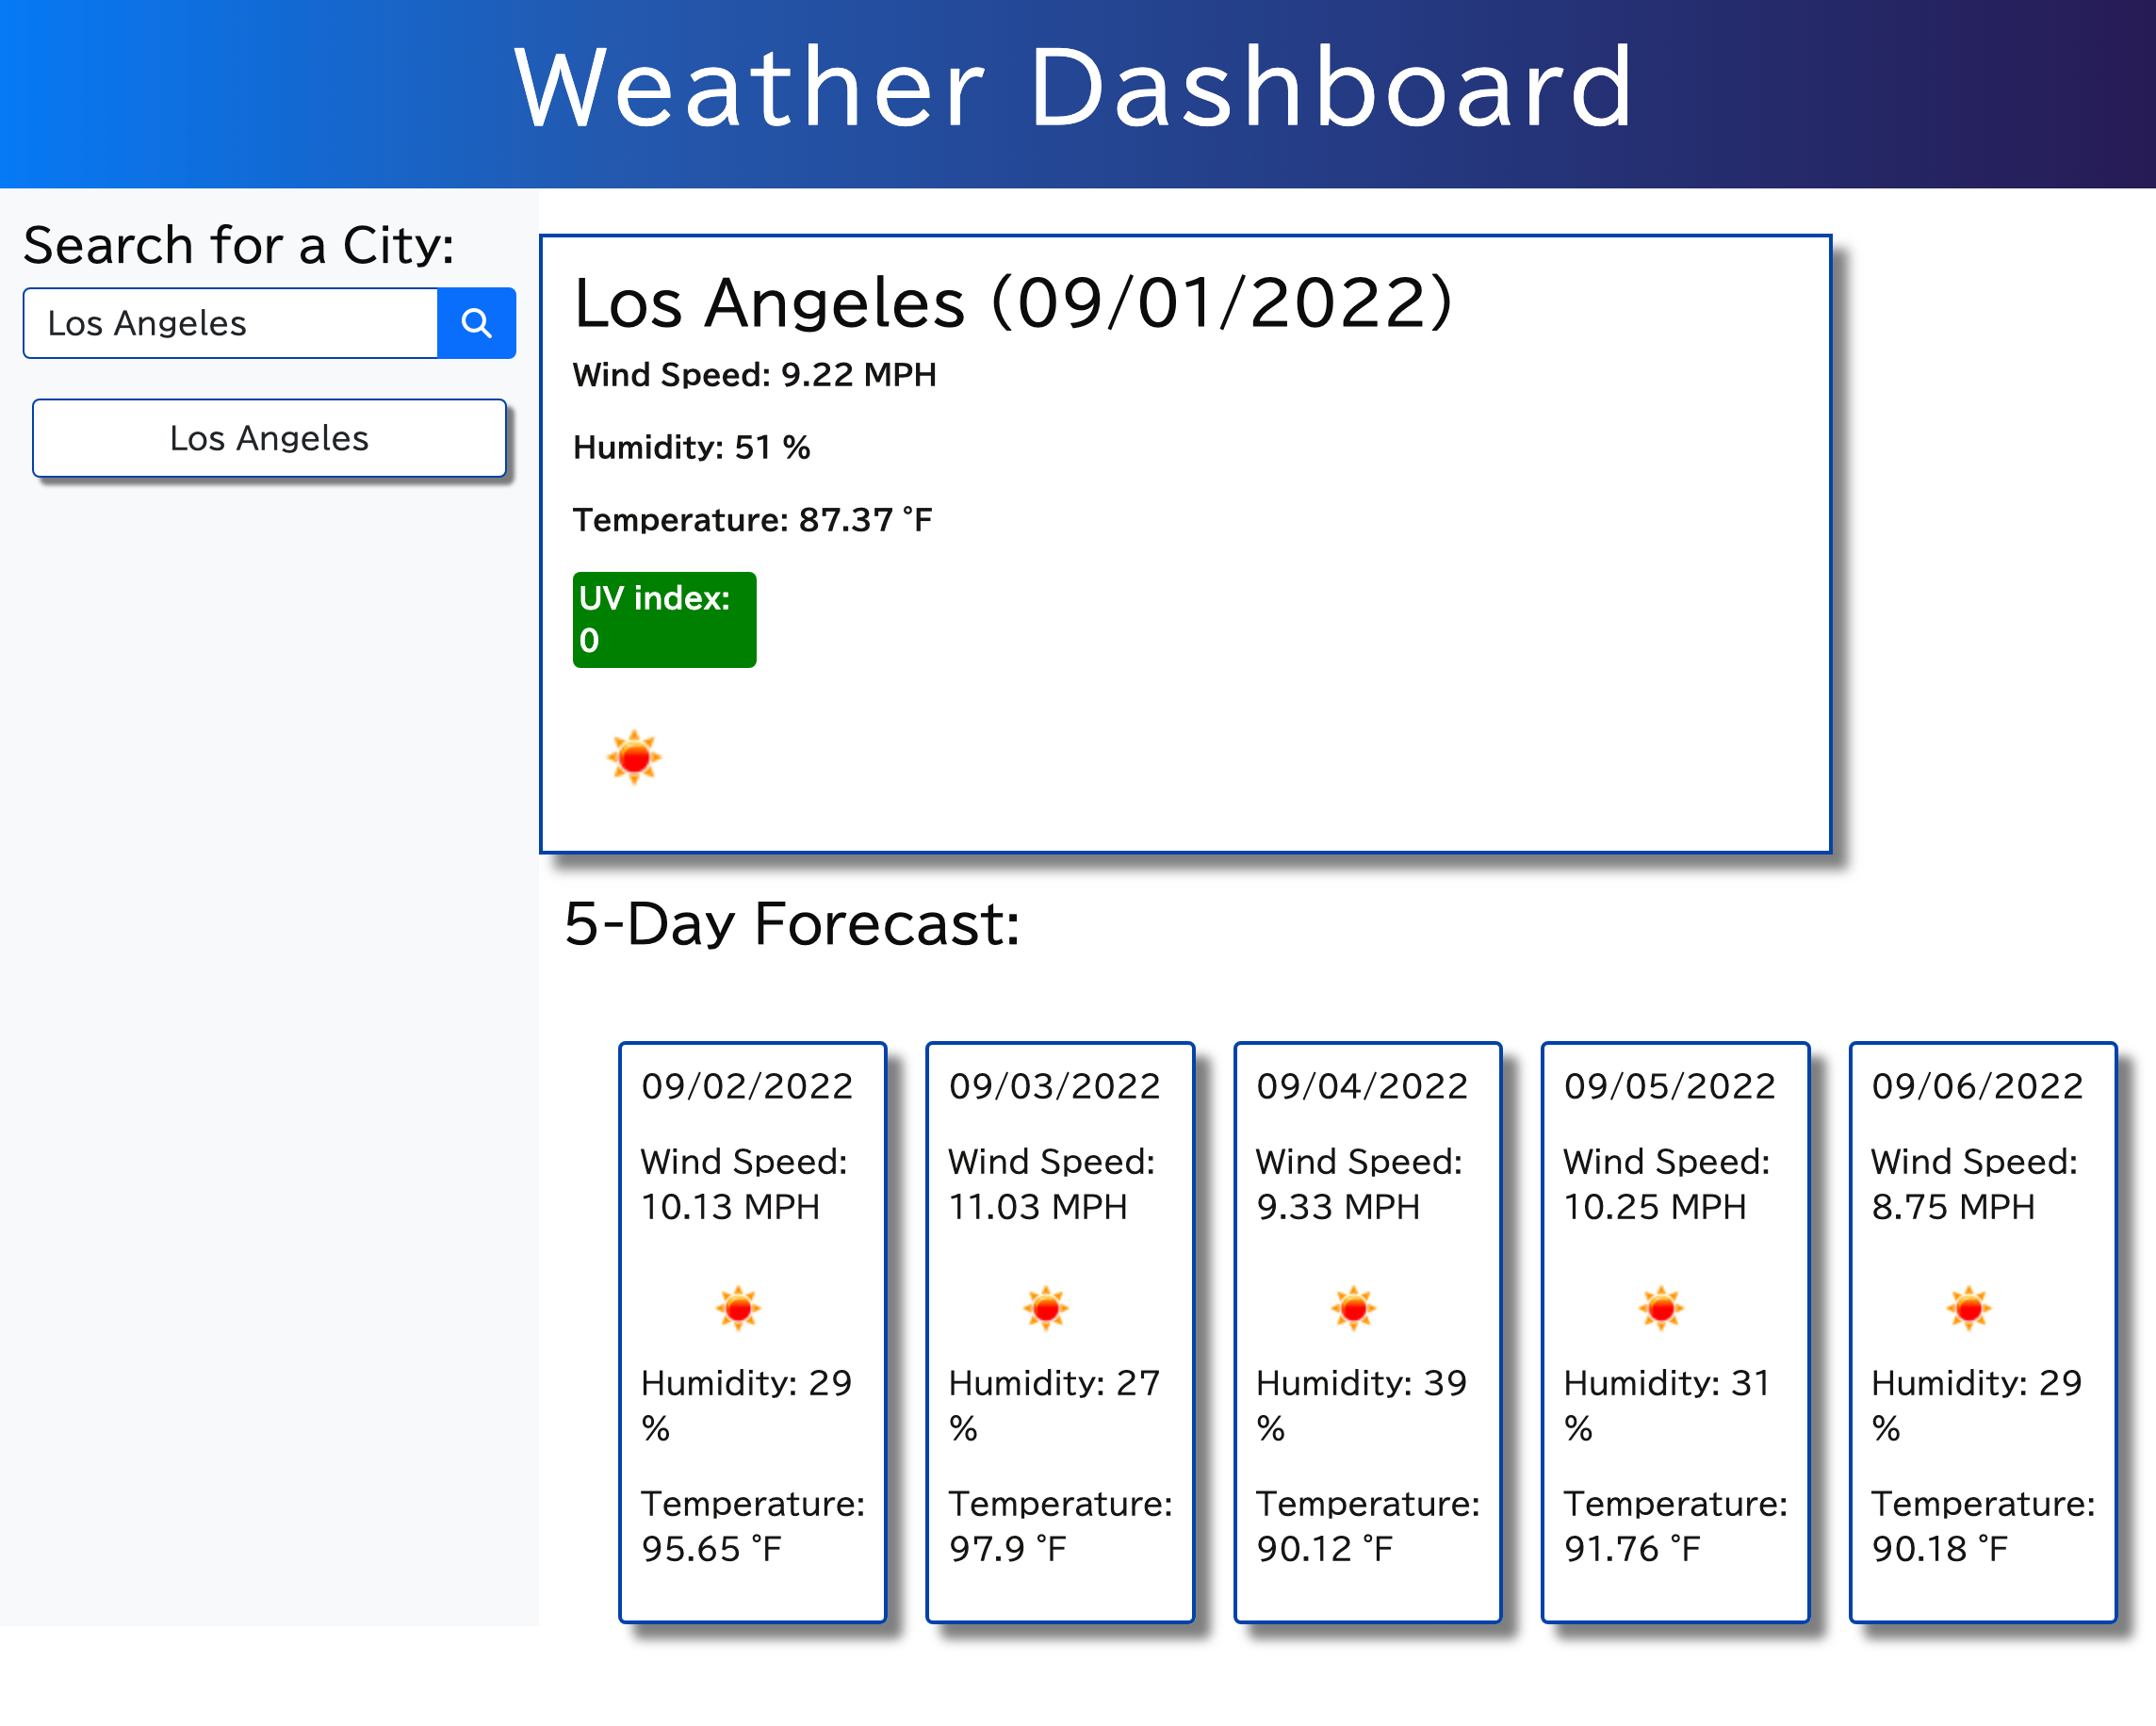 Weather Dashboard
Search for a City:
Los Angeles
Los Angeles
Los Angeles (09/01/2022)
Wind Speed: 9.22 MPH
Humidity: 51 %
Temperature: 87.37 °F
UV index:
0
5-Day Forecast:
09/02/2022
Wind Speed:
10.13 MPH
Humidity: 29
%
Temperature:
95.65 °F
09/03/2022
Wind Speed:
11.03 MPH
Humidity: 27
%
Temperature:
97.9 °F
09/04/2022
Wind Speed:
9.33 MPH
Humidity: 39
%
Temperature:
90.12 °F
09/05/2022
Wind Speed:
10.25 MPH
Humidity: 31
%
Temperature:
91.76 °F
09/06/2022
Wind Speed:
8.75 MPH
Humidity: 29
%
Temperature:
90.18 °F